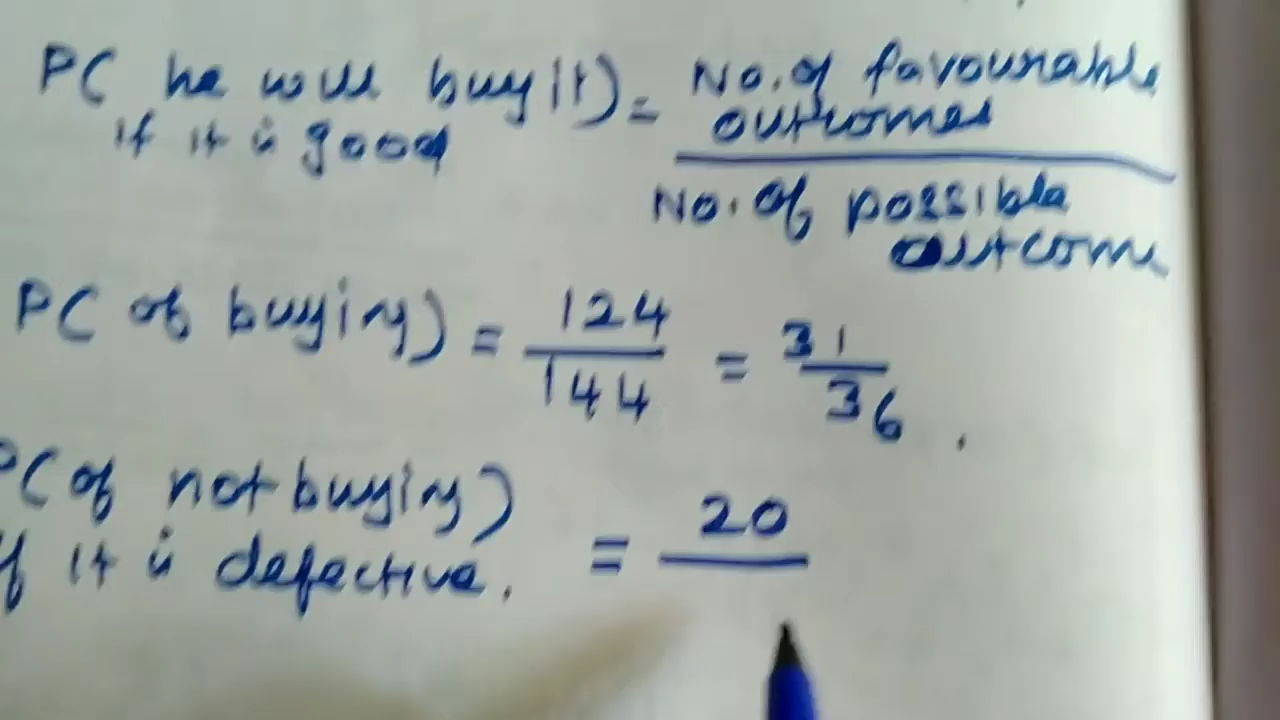 P( he will buy it) = No. of favourable
if it is good outcomes
No. of possible
outcome
P( of buying) = 124 / 144 = 31 / 36 .
P( of not buying)
if it is defective. = 20